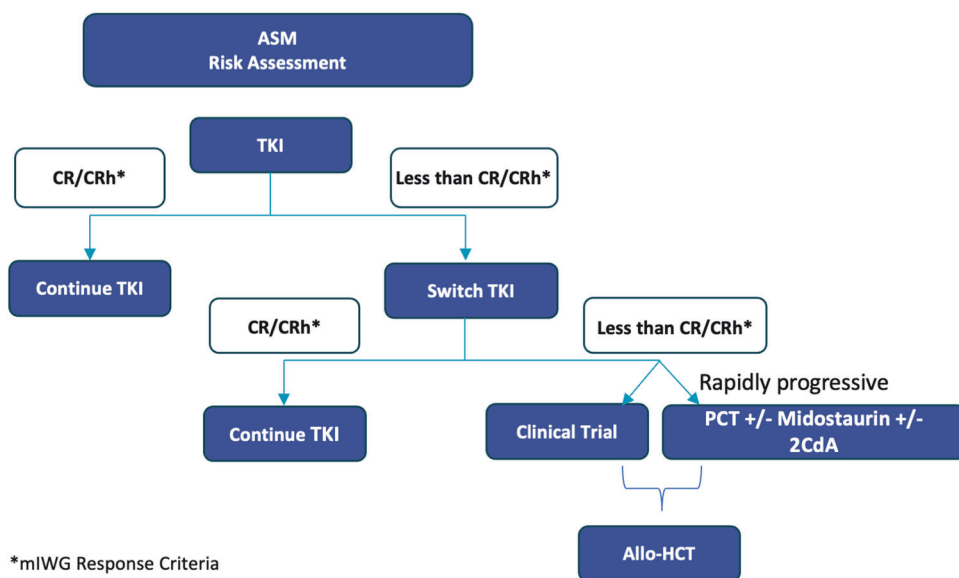 ASM
Risk Assessment
TKI
CR/CRh*
Less than CR/CRh*
Continue TKI
Switch TKI
CR/CRh*
Less than CR/CRh*
Rapidly progressive
Continue TKI
Clinical Trial
PCT +/- Midostaurin +/-
2CdA
Allo-HCT
*mIWG Response Criteria